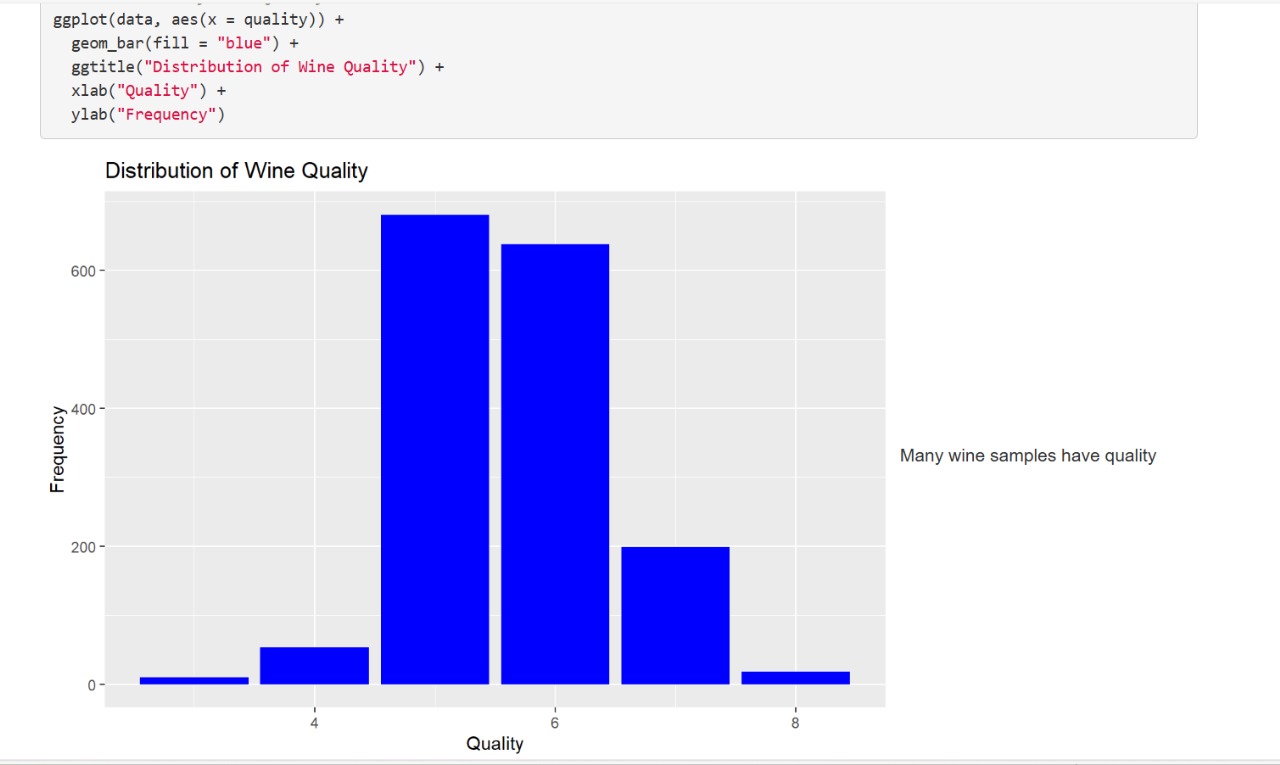 ggplot(data, aes(x = quality)) +
  geom_bar(fill = "blue") +
  ggtitle("Distribution of Wine Quality") +
  xlab("Quality") +
  ylab("Frequency")
Distribution of Wine Quality
600
400
200
0
Frequency
4 6 8
Quality
Many wine samples have quality